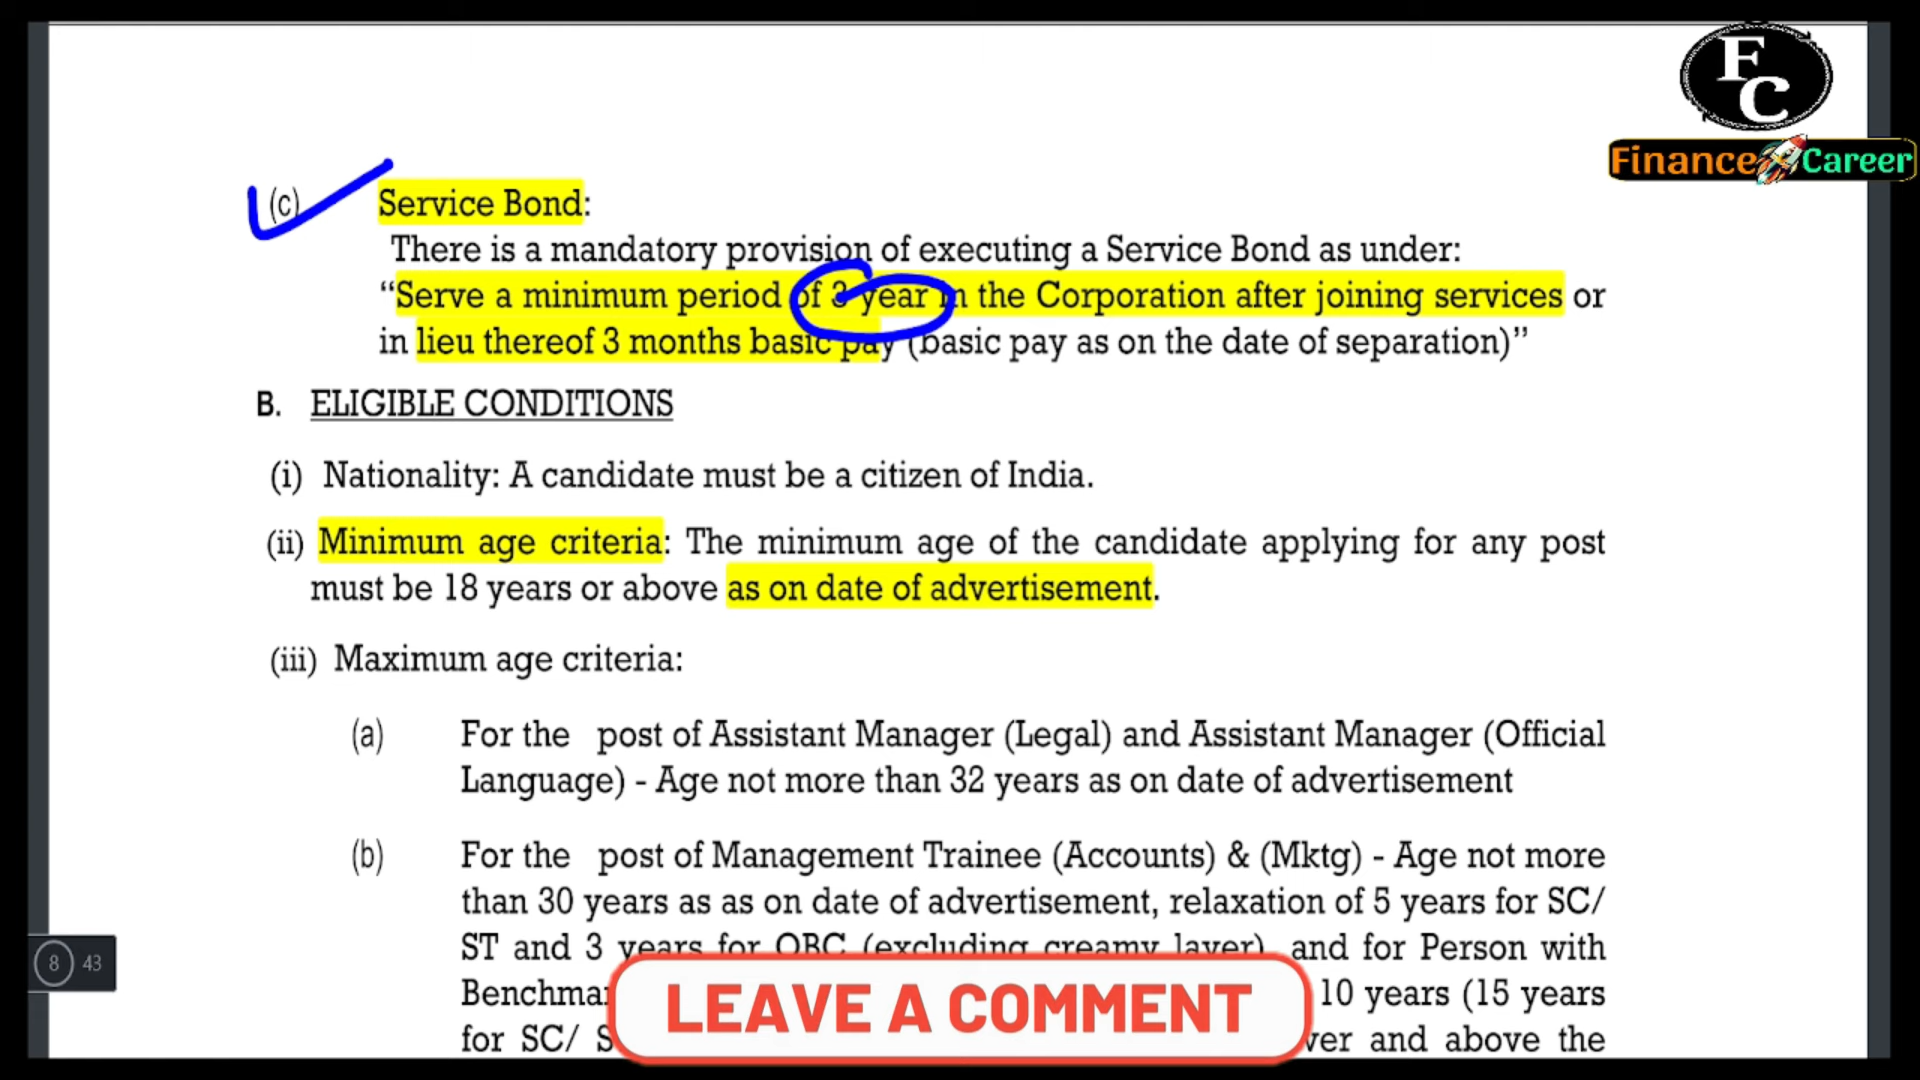 F
C
Finance Career
(c) Service Bond:
There is a mandatory provision of executing a Service Bond as under:
“Serve a minimum period of 3 year in the Corporation after joining services or
in lieu thereof 3 months basic pay (basic pay as on the date of separation)”
B. ELIGIBLE CONDITIONS
(i) Nationality: A candidate must be a citizen of India.
(ii) Minimum age criteria: The minimum age of the candidate applying for any post
must be 18 years or above as on date of advertisement.
(iii) Maximum age criteria:
(a) For the post of Assistant Manager (Legal) and Assistant Manager (Official
Language) - Age not more than 32 years as on date of advertisement
(b) For the post of Management Trainee (Accounts) & (Mktg) - Age not more
than 30 years as as on date of advertisement, relaxation of 5 years for SC/
ST and 3 years for OBC (excluding creamy layer), and for Person with
10 years (15 years
for SC/ and above the
8 43
LEAVE A COMMENT